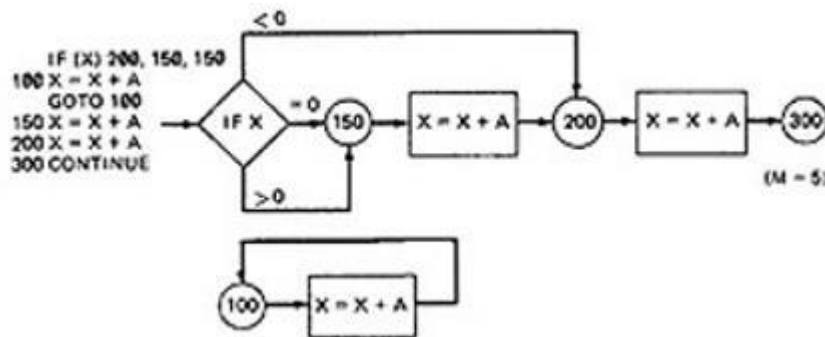 IF (X) 200, 150, 150
100 X = X + A
GOTO 100
150 X = X + A
200 X = X + A
300 CONTINUE
< 0
IF X
= 0
150
X = X + A
200
X = X + A
300
> 0
(M = 5)
100
X = X + A